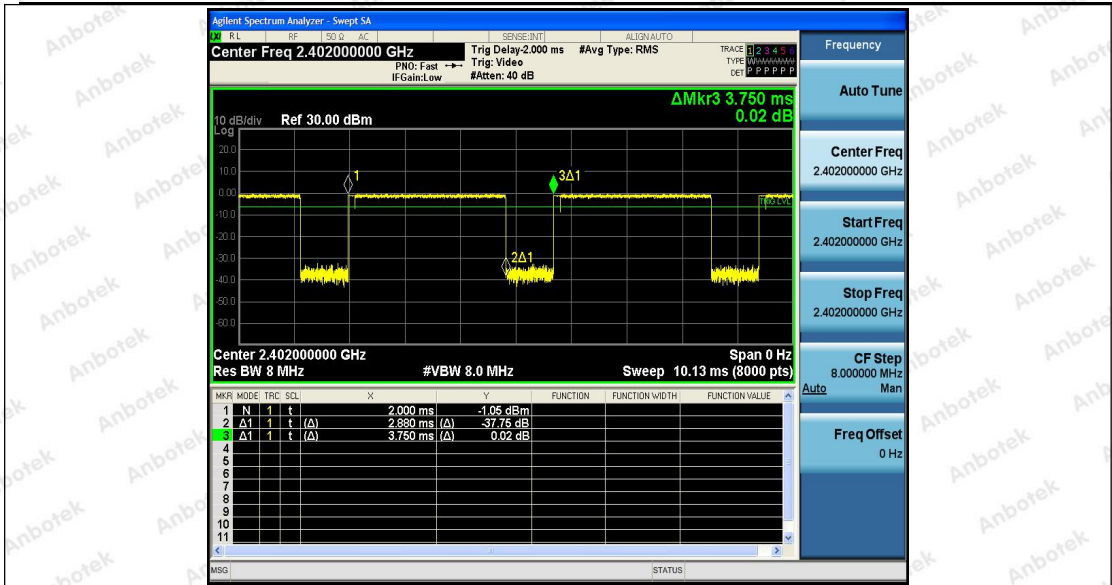 Agilent Spectrum Analyzer - Swept SA
RL RF 50 Ω AC SENSE:INT ALIGN AUTO
Center Freq 2.402000000 GHz
PNO: Fast
IFGain:Low
Trig Delay-2.000 ms
Trig: Video
#Atten: 40 dB
#Avg Type: RMS
TRACE 1 2 3 4 5 6
TYPE
DET P P P P P P
ΔMkr3 3.750 ms
0.02 dB
10 dB/div Ref 30.00 dBm
Log
20.0
10.0
0.00
-10.0
-20.0
-30.0
-40.0
-50.0
-60.0
1
3Δ1
2Δ1
TRIG LVL
Center 2.402000000 GHz
Span 0 Hz
Res BW 8 MHz
#VBW 8.0 MHz
Sweep 10.13 ms (8000 pts)
MKR MODE TRC SCL X Y FUNCTION FUNCTION WIDTH FUNCTION VALUE
1 N 1 t 2.000 ms -1.05 dBm
2 Δ1 1 t (Δ) 2.880 ms (Δ) -37.75 dB
3 Δ1 1 t (Δ) 3.750 ms (Δ) 0.02 dB
4
5
6
7
8
9
10
11
MSG
STATUS
Frequency
Auto Tune
Center Freq
2.402000000 GHz
Start Freq
2.402000000 GHz
Stop Freq
2.402000000 GHz
CF Step
8.000000 MHz
Auto Man
Freq Offset
0 Hz
Anbotek